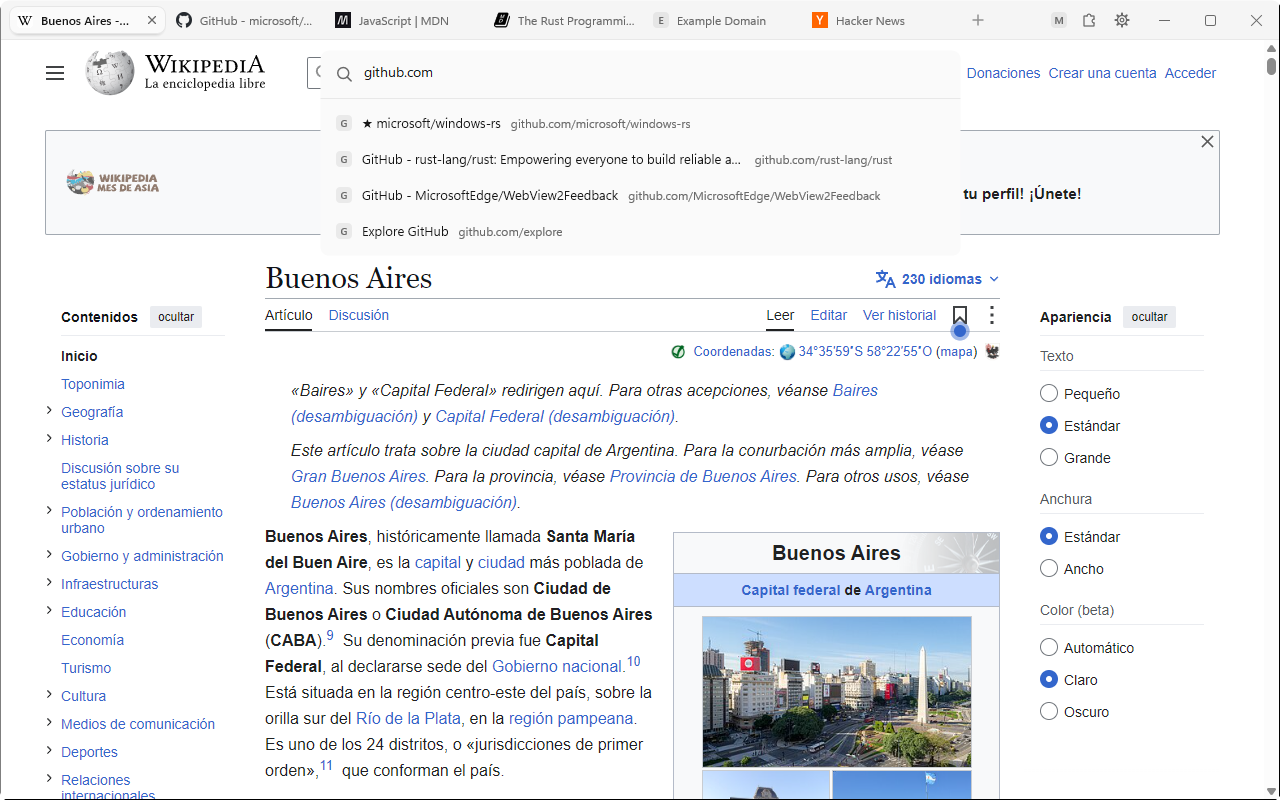 Buenos Aires -...
GitHub - microsoft/...
JavaScript | MDN
The Rust Programmi...
E Example Domain
Y Hacker News
M
WIKIPEDIA
La enciclopedia libre
github.com
Donaciones Crear una cuenta Acceder
G ★ microsoft/windows-rs github.com/microsoft/windows-rs
G GitHub - rust-lang/rust: Empowering everyone to build reliable a... github.com/rust-lang/rust
G GitHub - MicrosoftEdge/WebView2Feedback github.com/MicrosoftEdge/WebView2Feedback
G Explore GitHub github.com/explore
WIKIPEDIA
MES DE ASIA
tu perfil! ¡Únete!
Buenos Aires
230 idiomas
Artículo Discusión
Leer Editar Ver historial
Coordenadas: 34°35′59″S 58°22′55″O (mapa)
Contenidos ocultar
Inicio
Toponimia
Geografía
Historia
Discusión sobre su
estatus jurídico
Población y ordenamiento
urbano
Gobierno y administración
Infraestructuras
Educación
Economía
Turismo
Cultura
Medios de comunicación
Deportes
Relaciones
internacionales
«Baires» y «Capital Federal» redirigen aquí. Para otras acepciones, véanse Baires
(desambiguación) y Capital Federal (desambiguación).
Este artículo trata sobre la ciudad capital de Argentina. Para la conurbación más amplia, véase
Gran Buenos Aires. Para la provincia, véase Provincia de Buenos Aires. Para otros usos, véase
Buenos Aires (desambiguación).
Buenos Aires, históricamente llamada Santa María
del Buen Aire, es la capital y ciudad más poblada de
Argentina. Sus nombres oficiales son Ciudad de
Buenos Aires o Ciudad Autónoma de Buenos Aires
(CABA).9 Su denominación previa fue Capital
Federal, al declararse sede del Gobierno nacional.10
Está situada en la región centro-este del país, sobre la
orilla sur del Río de la Plata, en la región pampeana.
Es uno de los 24 distritos, o «jurisdicciones de primer
orden»,11 que conforman el país.
Buenos Aires
Capital federal de Argentina
Apariencia ocultar
Texto
Pequeño
Estándar
Grande
Anchura
Estándar
Ancho
Color (beta)
Automático
Claro
Oscuro